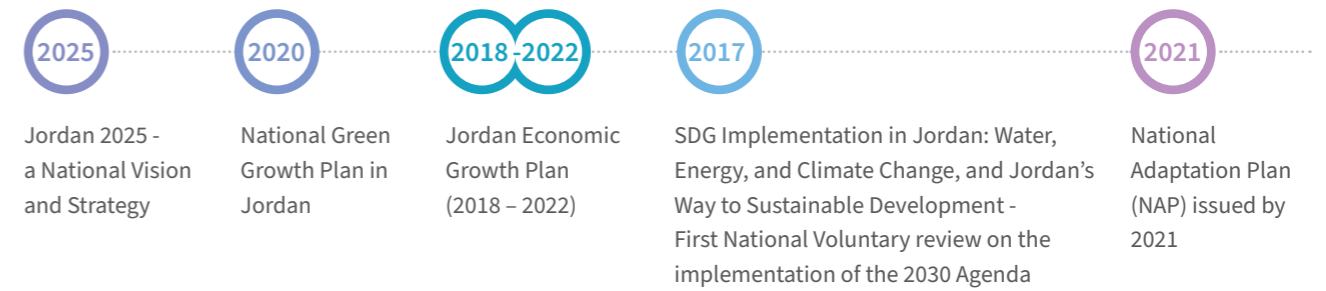 2025
Jordan 2025 -
a National Vision
and Strategy
2020
National Green
Growth Plan in
Jordan
2018 -2022
Jordan Economic
Growth Plan
(2018 – 2022)
2017
SDG Implementation in Jordan: Water,
Energy, and Climate Change, and Jordan’s
Way to Sustainable Development -
First National Voluntary review on the
implementation of the 2030 Agenda
2021
National
Adaptation Plan
(NAP) issued by
2021